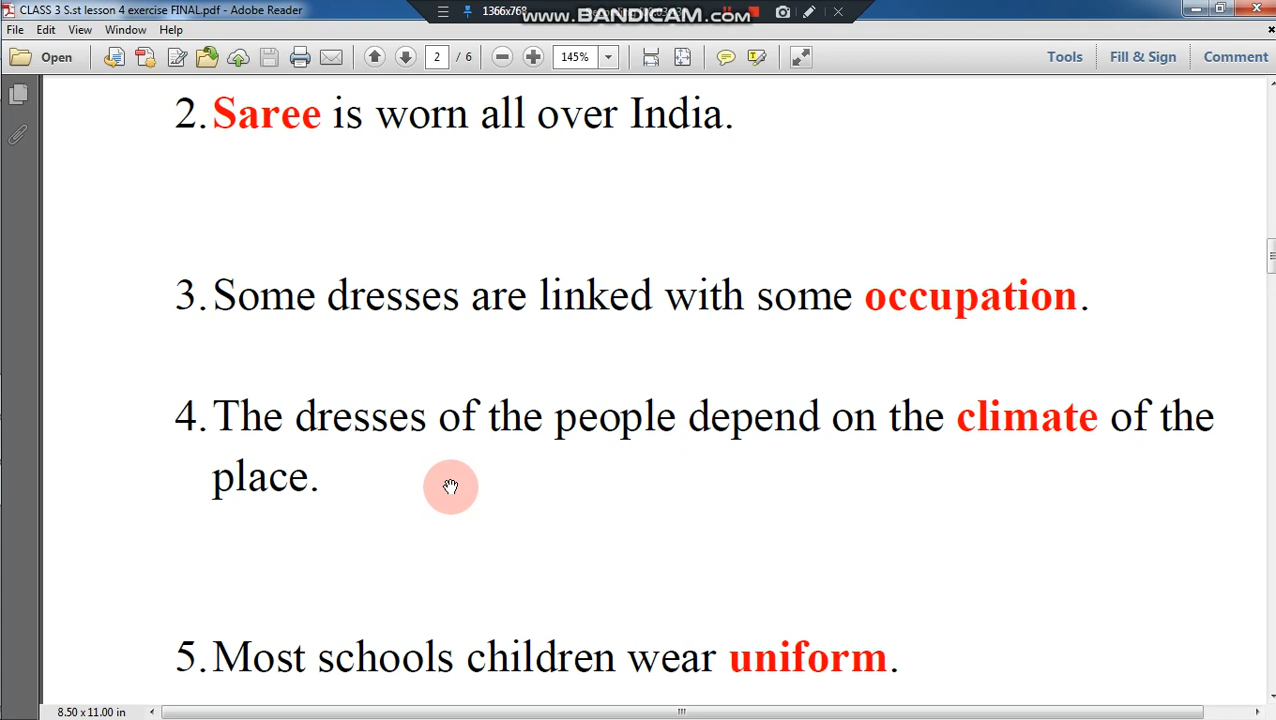 CLASS 3 S.st lesson 4 exercise FINAL.pdf - Adobe Reader
1366x768
www.BANDICAM.com
File Edit View Window Help
Open 2 / 6 145% Tools Fill & Sign Comment
2. Saree is worn all over India.
3. Some dresses are linked with some occupation.
4. The dresses of the people depend on the climate of the
place.
5. Most schools children wear uniform.
8.50 x 11.00 in